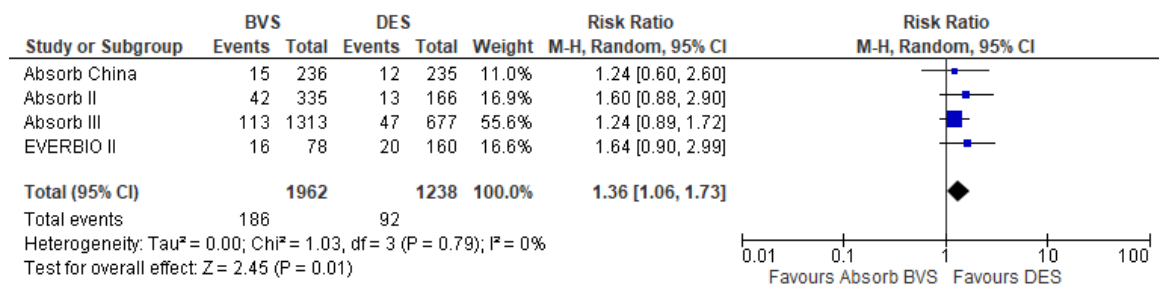 BVS DES Risk Ratio Risk Ratio
Study or Subgroup Events Total Events Total Weight M-H, Random, 95% CI M-H, Random, 95% CI
Absorb China 15 236 12 235 11.0% 1.24 [0.60, 2.60]
Absorb II 42 335 13 166 16.9% 1.60 [0.88, 2.90]
Absorb III 113 1313 47 677 55.6% 1.24 [0.89, 1.72]
EVERBIO II 16 78 20 160 16.6% 1.64 [0.90, 2.99]
Total (95% CI) 1962 1238 100.0% 1.36 [1.06, 1.73]
Total events 186 92
Heterogeneity: Tau² = 0.00; Chi² = 1.03, df = 3 (P = 0.79); I² = 0%
Test for overall effect: Z = 2.45 (P = 0.01)
0.01 0.1 1 10 100
Favours Absorb BVS Favours DES